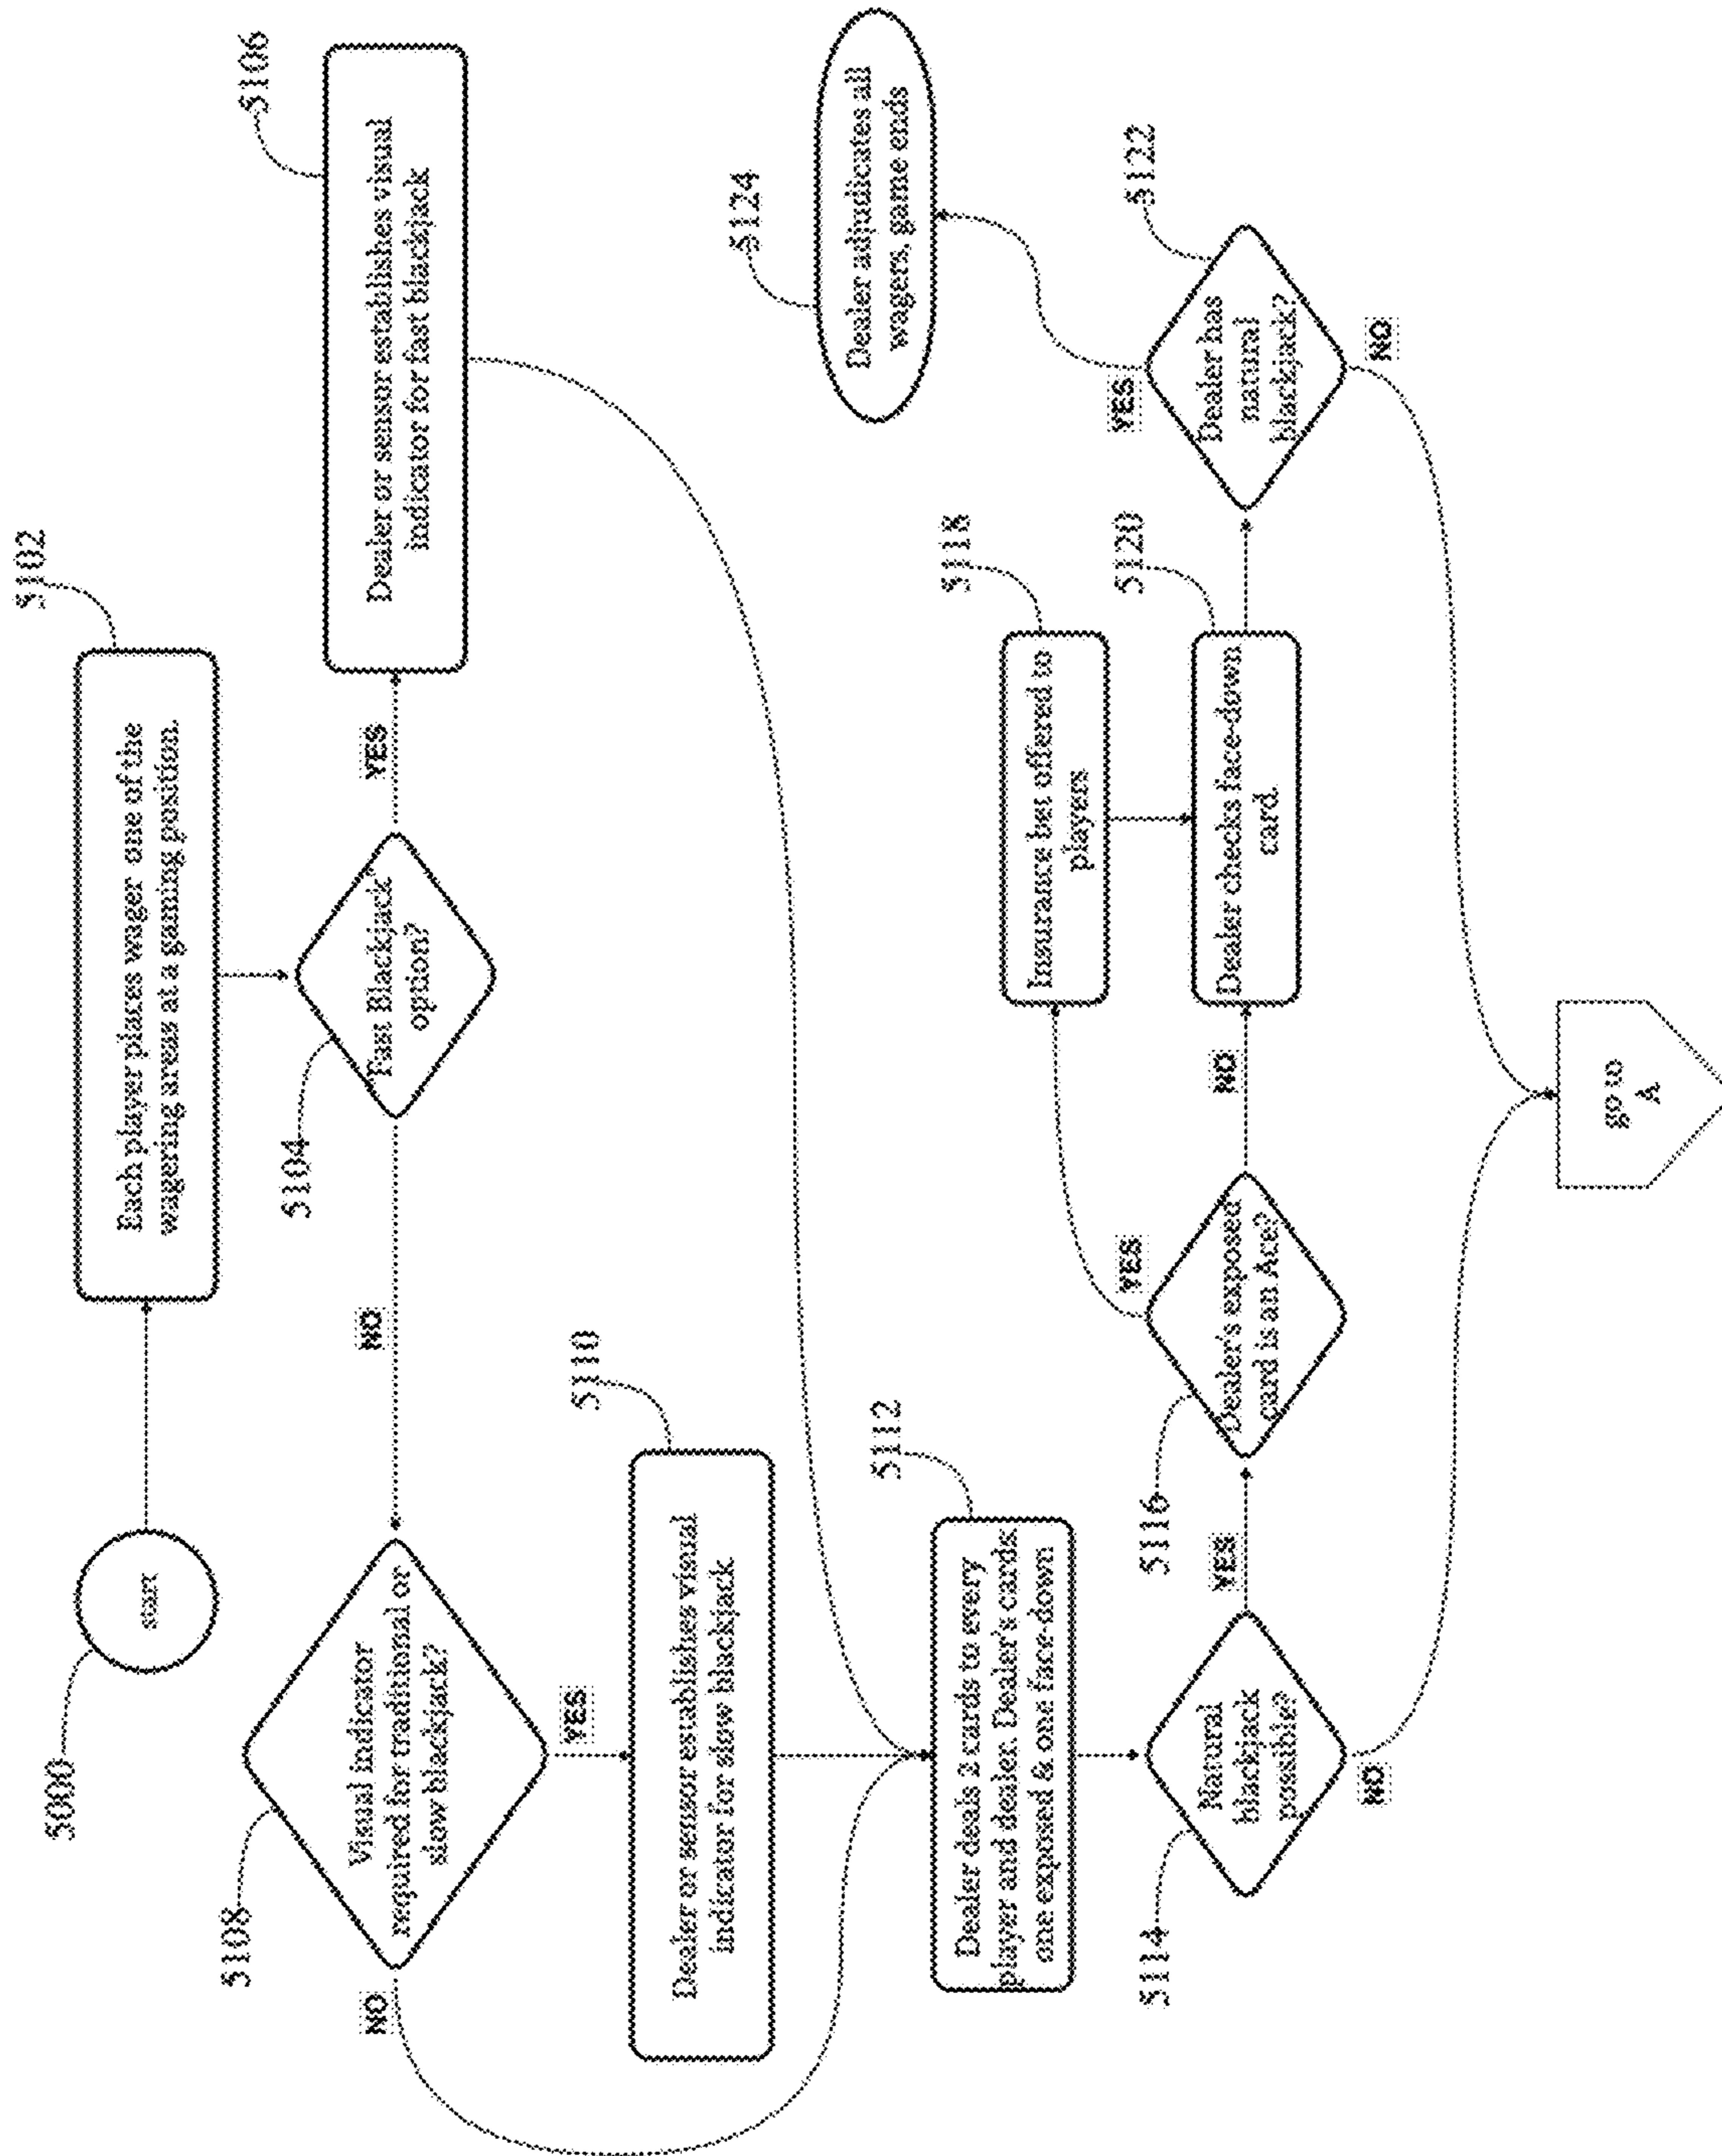 5000
start
5102
Each player places wager one of the
wagering areas at a gaming position.
5104
Fast Blackjack
option?
YES
NO
5106
Dealer or sensor establishes visual
indicator for fast blackjack
5108
Visual indicator
required for traditional or
slow blackjack?
NO
YES
5110
Dealer or sensor establishes visual
indicator for slow blackjack
5112
Dealer deals 2 cards to every
player and dealer. Dealer's cards:
one exposed & one face-down
5114
Natural
blackjack
possible?
YES
NO
5116
Dealer's exposed
card is an Ace?
YES
NO
5118
Insurance bet offered to
players
5120
Dealer checks face-down
card.
5122
Dealer has
natural
blackjack?
YES
NO
5124
Dealer adjudicates all
wagers, game ends
go to
A